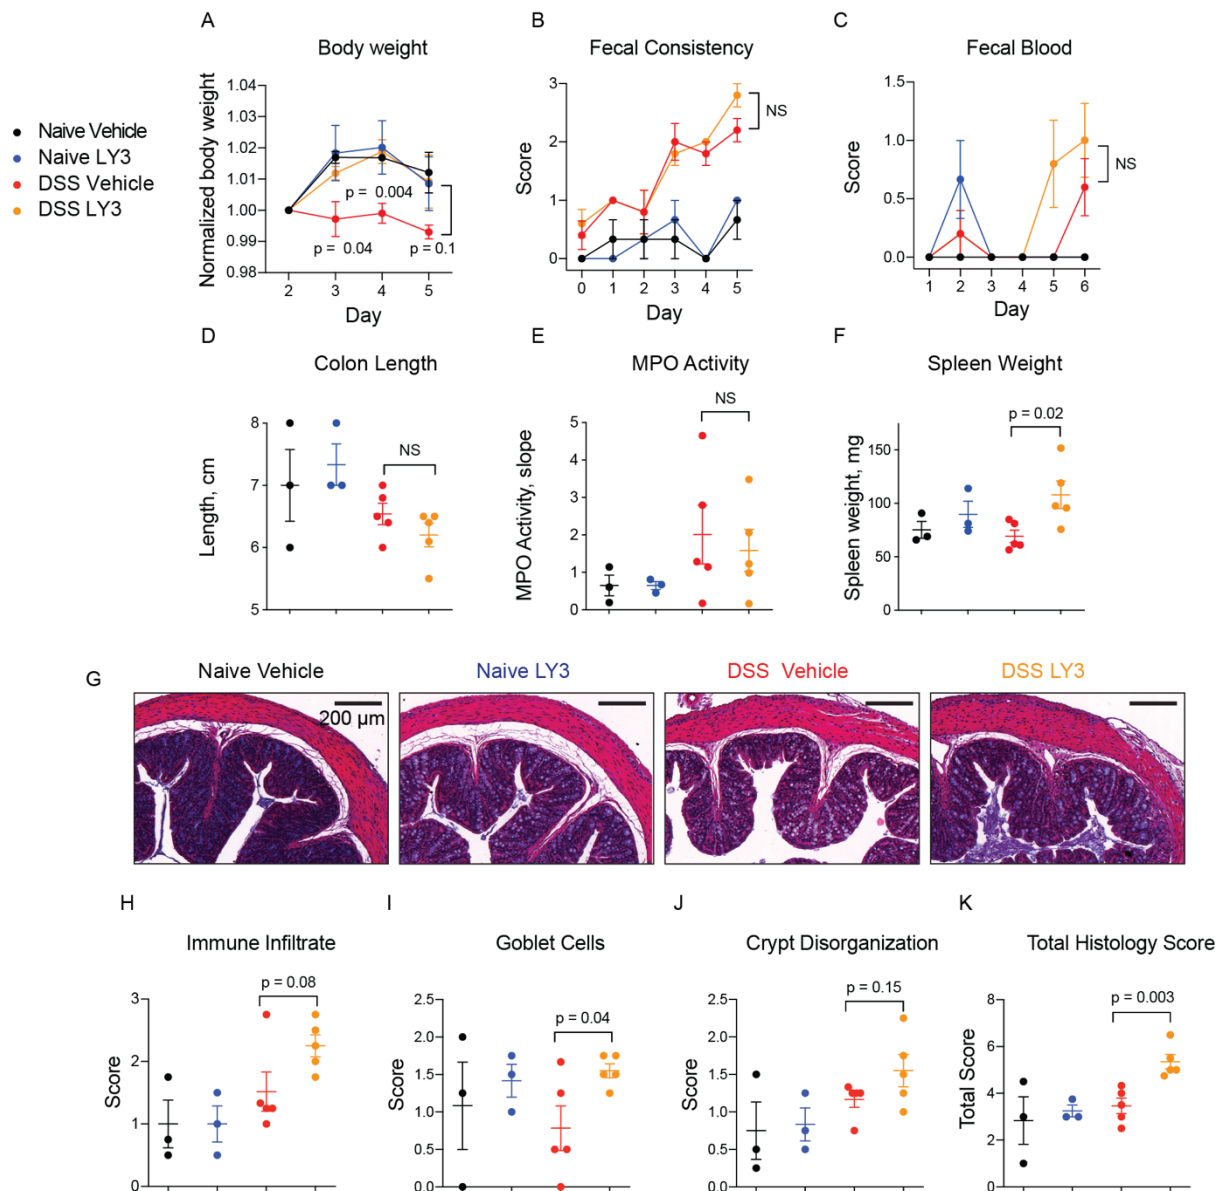 A
Body weight
B
Fecal Consistency
C
Fecal Blood
Naive Vehicle
Naive LY3
DSS Vehicle
DSS LY3
Normalized body weight
1.04
1.03
1.02
1.01
1.00
0.99
0.98
p = 0.004
p = 0.04
p = 0.1
2
3
4
5
Day
Score
3
2
1
0
NS
0
1
2
3
4
5
Day
Score
1.5
1.0
0.5
0.0
NS
1
2
3
4
5
6
Day
D
Colon Length
E
MPO Activity
F
Spleen Weight
Length, cm
8
7
6
5
NS
MPO Activity, slope
5
4
3
2
1
0
NS
Spleen weight, mg
150
100
50
0
p = 0.02
G
Naive Vehicle
Naive LY3
DSS Vehicle
DSS LY3
200 µm
H
Immune Infiltrate
I
Goblet Cells
J
Crypt Disorganization
K
Total Histology Score
Score
3
2
1
0
p = 0.08
Score
2.5
2.0
1.5
1.0
0.5
0.0
p = 0.04
Score
2.5
2.0
1.5
1.0
0.5
0.0
p = 0.15
Total Score
8
6
4
2
0
p = 0.003